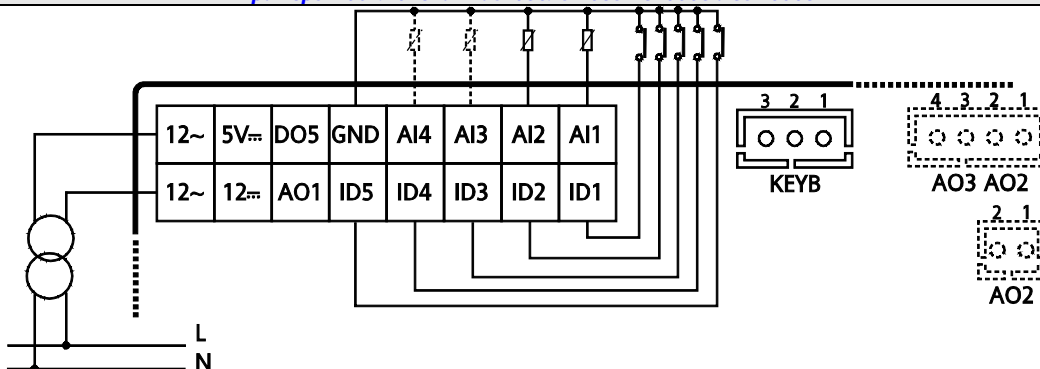 3 2 1
4 3 2 1
12~ 5V⎓ DO5 GND AI4 AI3 AI2 AI1
KEYB
AO3 AO2
12~ 12⎓ AO1 ID5 ID4 ID3 ID2 ID1
2 1
AO2
L
N